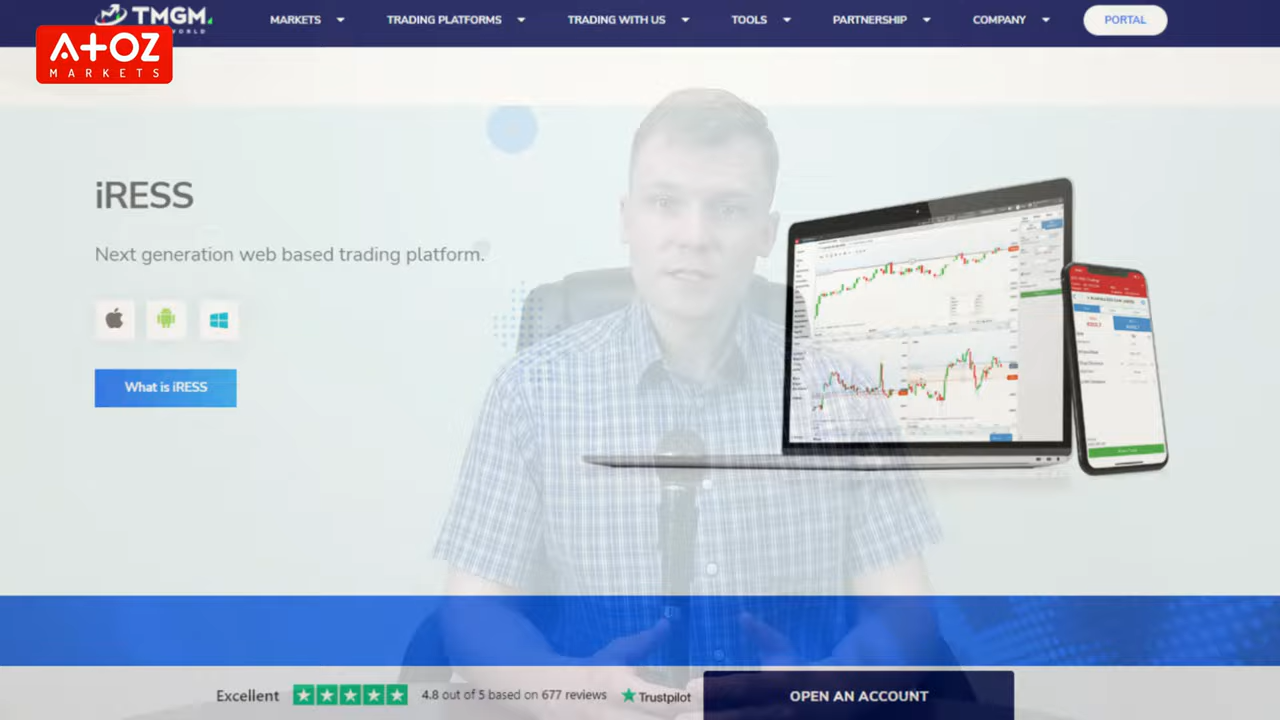 TMGM
MARKETS
TRADING PLATFORMS
TRADING WITH US
TOOLS
PARTNERSHIP
COMPANY
PORTAL
A+OZ
MARKETS
iRESS
Next generation web based trading platform.
What is iRESS
Excellent
4.8 out of 5 based on 677 reviews
Trustpilot
OPEN AN ACCOUNT